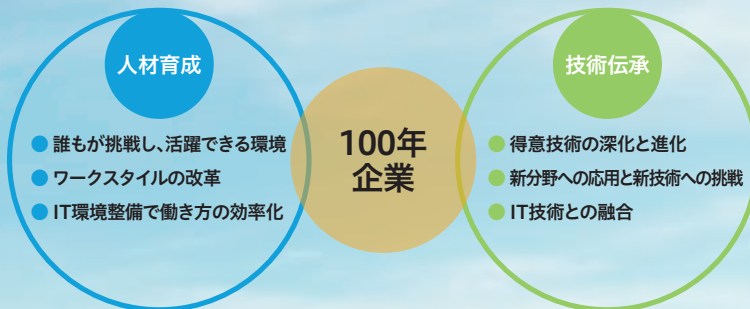 人材育成
● 誰もが挑戦し、活躍できる環境
● ワークスタイルの改革
● IT環境整備で働き方の効率化
100年
企業
技術伝承
● 得意技術の深化と進化
● 新分野への応用と新技術への挑戦
● IT技術との融合